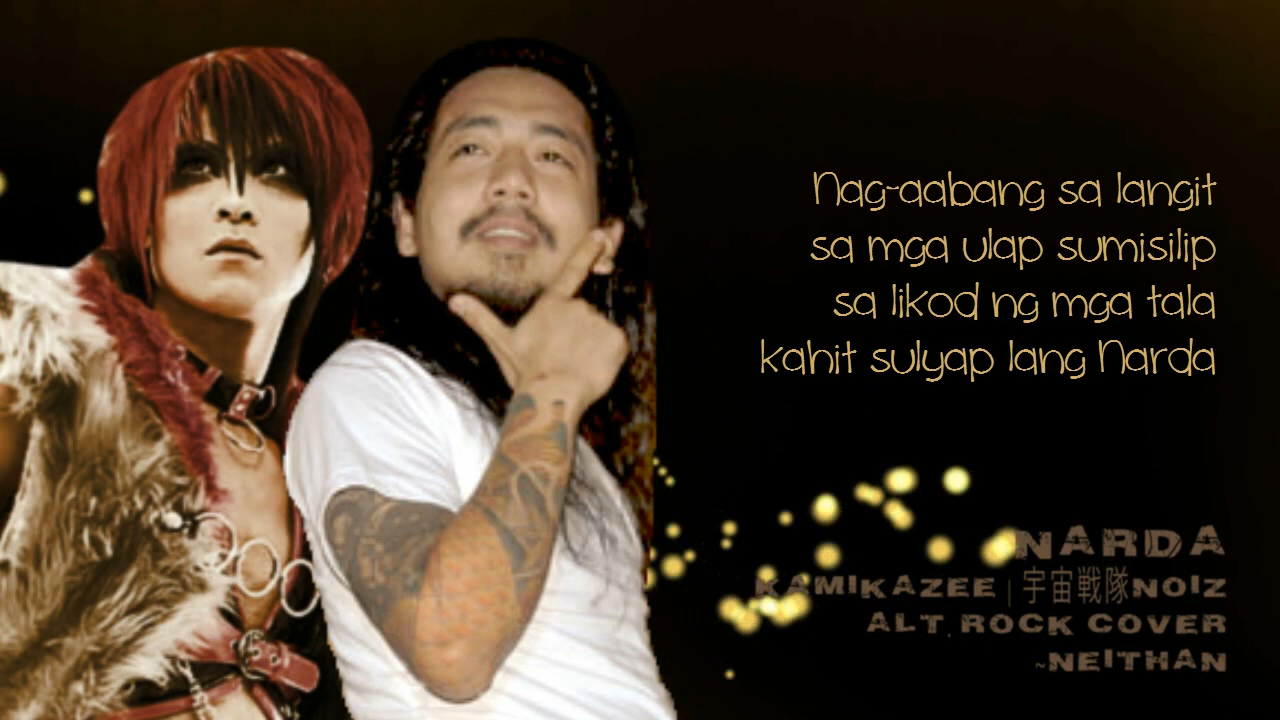 Nag-aabang sa langit
sa mga ulap sumisilip
sa likod ng mga tala
kahit sulyap lang Narda
NARDA
KAMIKAZEE | 宇宙戦隊NOIZ
ALT. ROCK COVER
~NEITHAN